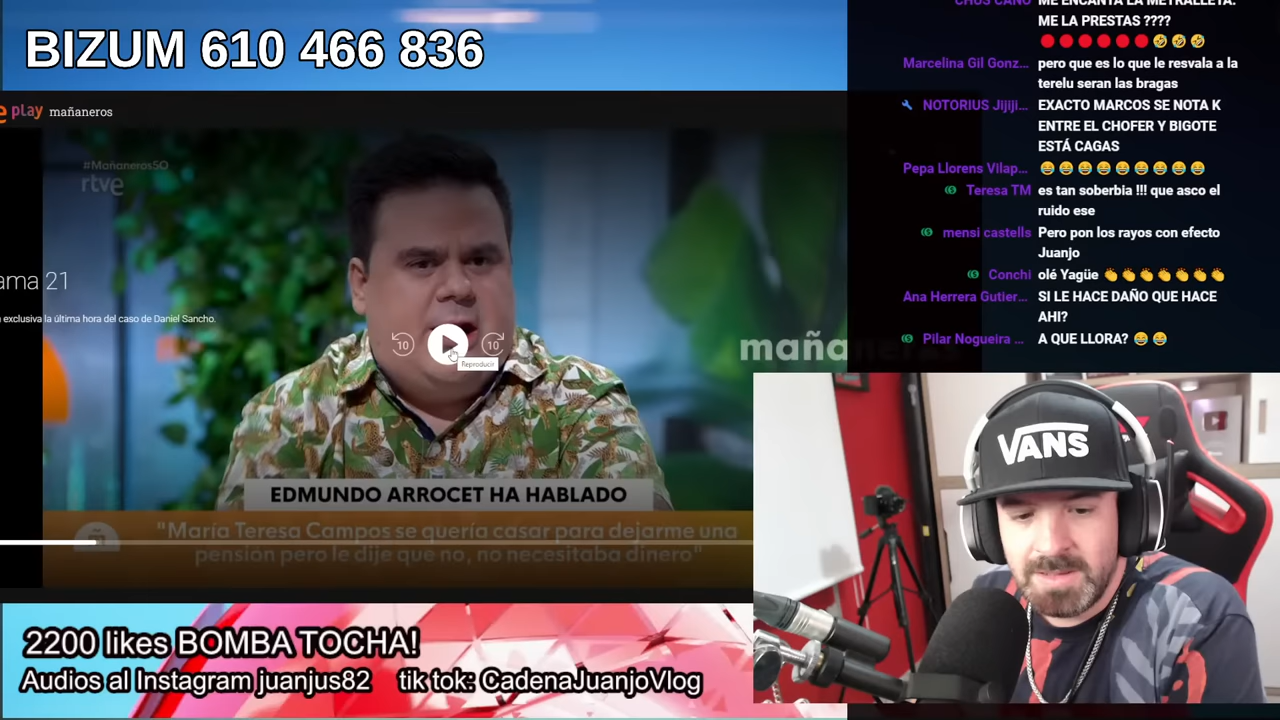 BIZUM 610 466 836
e play mañaneros
#Mañaneros50
rtve
ama 21
exclusiva la última hora del caso de Daniel Sancho.
10
10
Reproducir
maña
EDMUNDO ARROCET HA HABLADO
"María Teresa Campos se quería casar para dejarme una
pensión pero le dije que no, no necesitaba dinero"
2200 likes BOMBA TOCHA!
Audios al Instagram juanjus82 tik tok: CadenaJuanjoVlog
CHUS CANO ME ENCANTA LA METRALLETA.
ME LA PRESTAS ????
🔴🔴🔴🔴🔴🔴🤣🤣🤣
Marcelina Gil Gonz... pero que es lo que le resvala a la
terelu seran las bragas
NOTORIUS Jijiji... EXACTO MARCOS SE NOTA K
ENTRE EL CHOFER Y BIGOTE
ESTÁ CAGAS
Pepa Llorens Vilap... 😂😂😂😂😂😂😂😂😂
Teresa TM es tan soberbia !!! que asco el
ruido ese
mensi castells Pero pon los rayos con efecto
Juanjo
Conchi olé Yagüe 👏👏👏👏👏👏👏
Ana Herrera Gutier... SI LE HACE DAÑO QUE HACE
AHI?
Pilar Nogueira ... A QUE LLORA? 😂😂
VANS